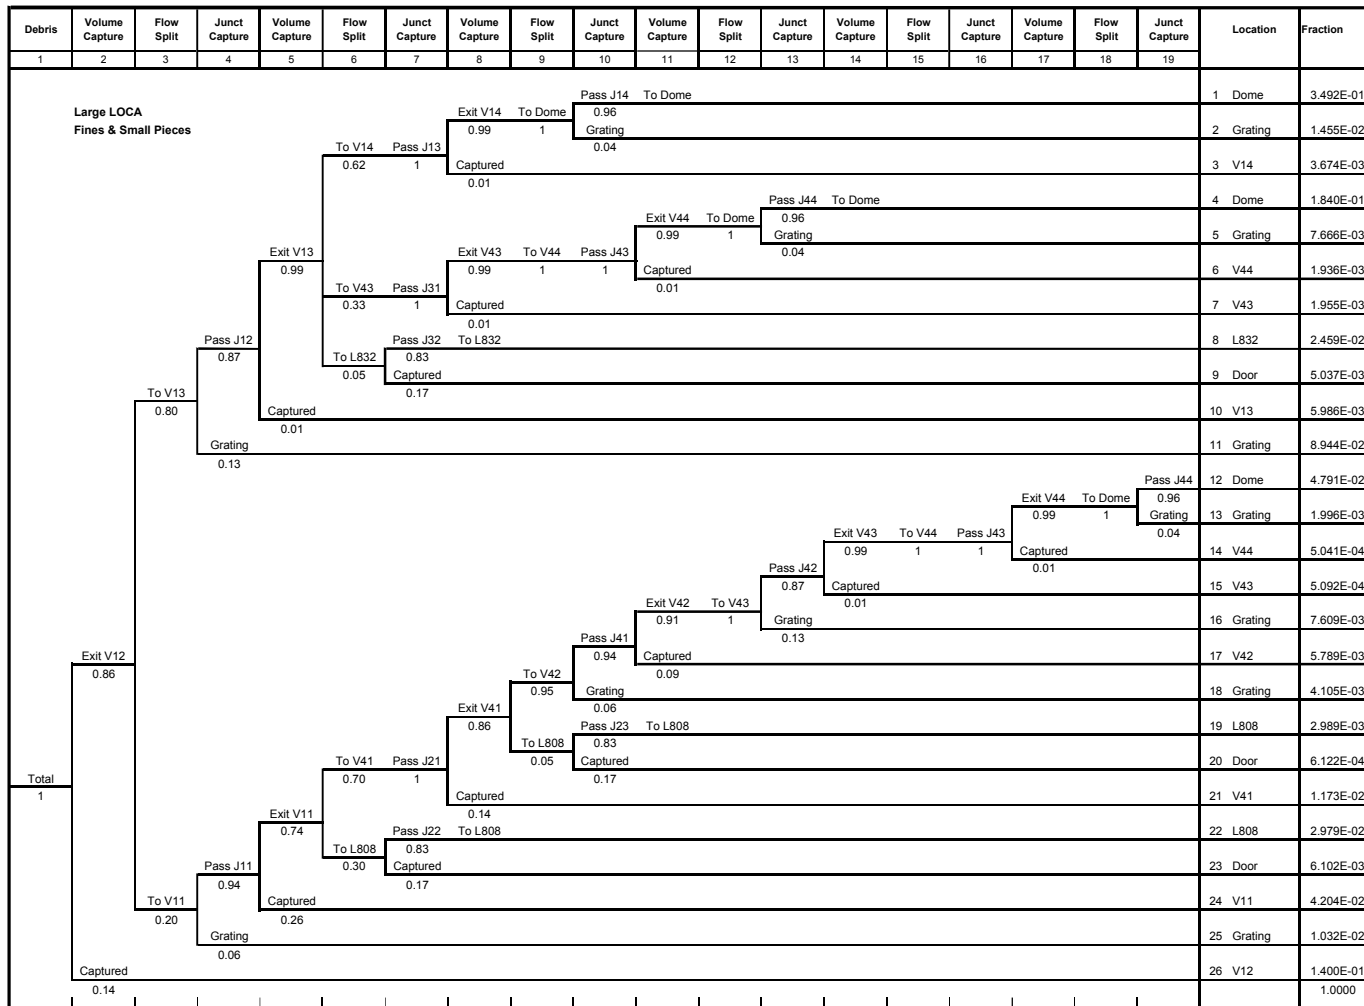 Debris Volume Capture Flow Split Junct Capture Volume Capture Flow Split Junct Capture Volume Capture Flow Split Junct Capture Volume Capture Flow Split Junct Capture Volume Capture Flow Split Junct Capture Volume Capture Flow Split Junct Capture Location Fraction
1 2 3 4 5 6 7 8 9 10 11 12 13 14 15 16 17 18 19
Pass J14 To Dome 1 Dome 3.492E-01
Large LOCA Exit V14 To Dome 0.96
Fines & Small Pieces 0.99 1 Grating 2 Grating 1.455E-02
To V14 Pass J13 0.04
0.62 1 Captured 3 V14 3.674E-03
0.01
Pass J44 To Dome 4 Dome 1.840E-01
Exit V44 To Dome 0.96
0.99 1 Grating 5 Grating 7.666E-03
Exit V13 Exit V43 To V44 Pass J43 0.04
0.99 0.99 1 1 Captured 6 V44 1.936E-03
To V43 Pass J31 0.01
0.33 1 Captured 7 V43 1.955E-03
0.01
Pass J12 Pass J32 To L832 8 L832 2.459E-02
0.87 To L832 0.83
0.05 Captured 9 Door 5.037E-03
To V13 0.17
0.80 Captured 10 V13 5.986E-03
0.01
Grating 11 Grating 8.944E-02
0.13
Pass J44 12 Dome 4.791E-02
Exit V44 To Dome 0.96
0.99 1 Grating 13 Grating 1.996E-03
Exit V43 To V44 Pass J43 0.04
0.99 1 1 Captured 14 V44 5.041E-04
Pass J42 0.01
0.87 Captured 15 V43 5.092E-04
Exit V42 To V43 0.01
0.91 1 Grating 16 Grating 7.609E-03
Pass J41 0.13
Exit V12 0.94 Captured 17 V42 5.789E-03
0.86 To V42 0.09
0.95 Grating 18 Grating 4.105E-03
Exit V41 0.06
0.86 Pass J23 To L808 19 L808 2.989E-03
To L808 0.83
0.05 Captured 20 Door 6.122E-04
To V41 Pass J21 0.17
Total 0.70 1
1 Captured 21 V41 1.173E-02
Exit V11 0.14
0.74 Pass J22 To L808 22 L808 2.979E-02
To L808 0.83
Pass J11 0.30 Captured 23 Door 6.102E-03
0.94 0.17
To V11 Captured 24 V11 4.204E-02
0.20 0.26
Grating 25 Grating 1.032E-02
0.06
Captured 26 V12 1.400E-01
0.14 1.0000